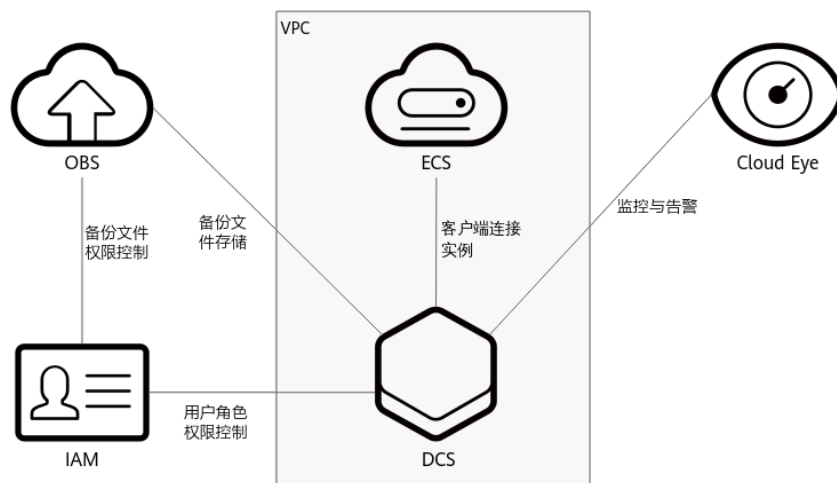 VPC
OBS
ECS
Cloud Eye
备份文件
权限控制
备份文
件存储
客户端连接
实例
监控与告警
用户角色
权限控制
IAM
DCS